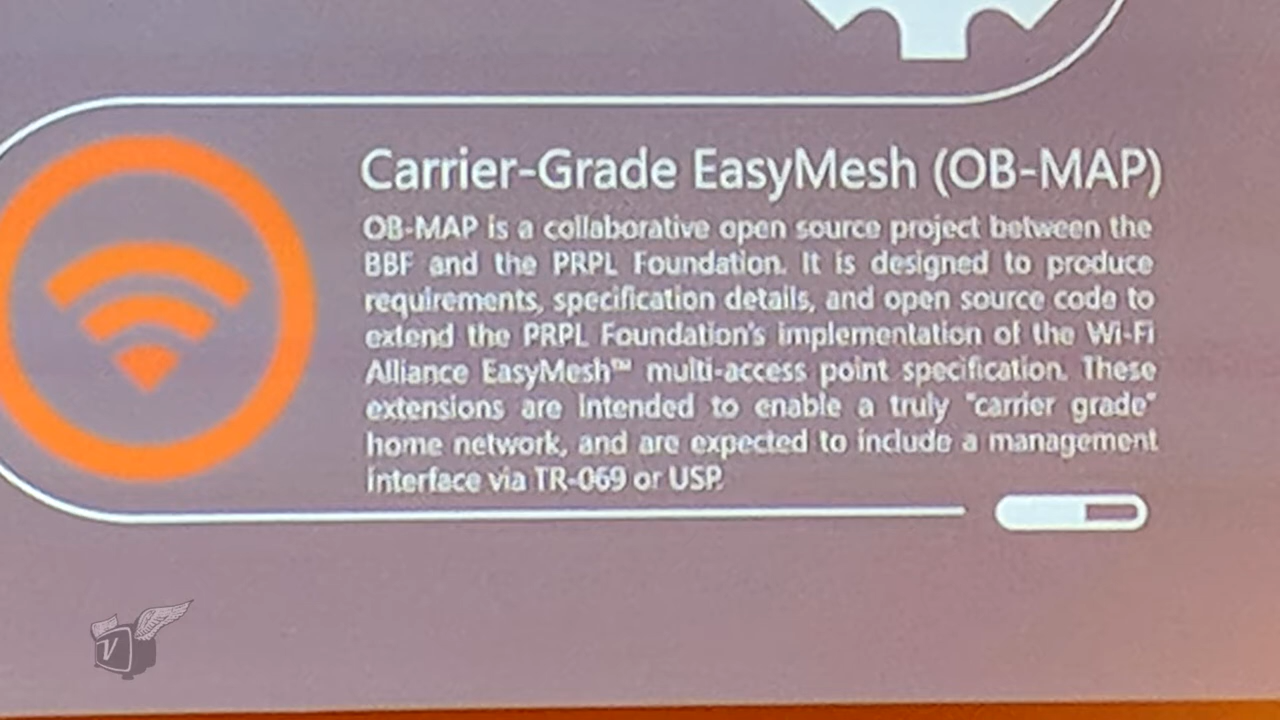 Carrier-Grade EasyMesh (OB-MAP)
OB-MAP is a collaborative open source project between the
BBF and the PRPL Foundation. It is designed to produce
requirements, specification details, and open source code to
extend the PRPL Foundation's implementation of the Wi-Fi
Alliance EasyMesh™ multi-access point specification. These
extensions are intended to enable a truly "carrier grade"
home network, and are expected to include a management
interface via TR-069 or USP.
V